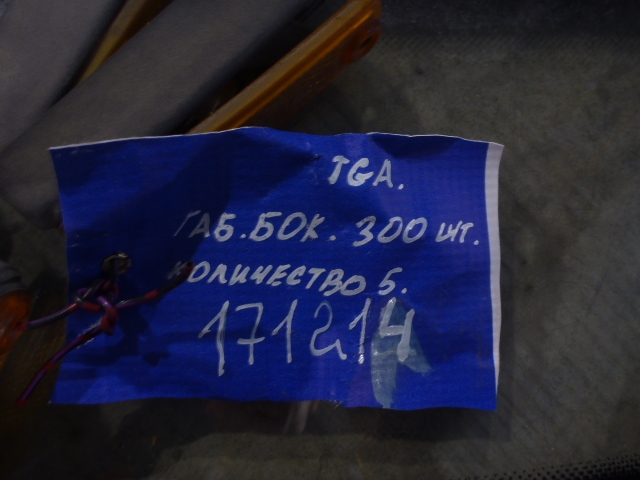 TGA.
ГАБ.БОК. 300 шт.
КОЛИЧЕСТВО 5.
171214